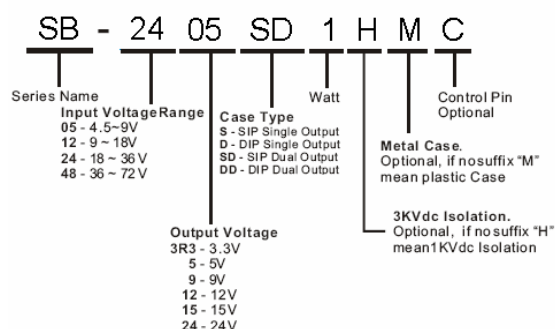 SB - 24 05 SD 1 H M C
Series Name
Input Voltage Range
05 - 4.5~9V
12 - 9 ~ 18V
24 - 18 ~ 36 V
48 - 36 ~ 72 V
Output Voltage
3R3 - 3.3V
5 - 5V
9 - 9V
12 - 12V
15 - 15V
24 - 24V
Case Type
S - SIP Single Output
D - DIP Single Output
SD - SIP Dual Output
DD - DIP Dual Output
Watt
Control Pin
Optional
Metal Case.
Optional, if no suffix “M”
mean plastic Case
3KVdc Isolation.
Optional, if no suffix “H”
mean1KVdc Isolation